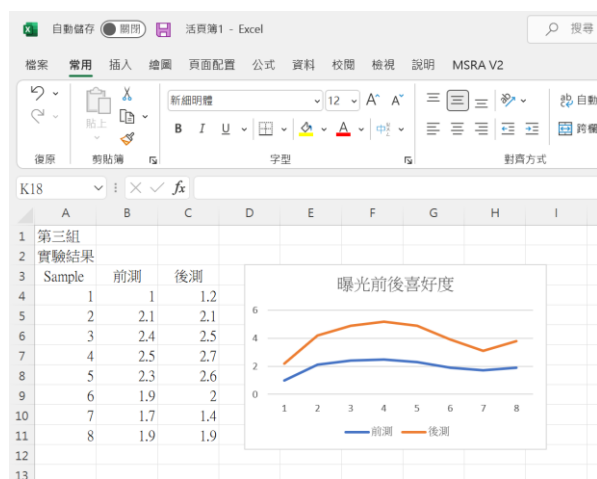 自動儲存 關閉 活頁簿1 - Excel 搜尋
檔案 常用 插入 繪圖 頁面配置 公式 資料 校閱 檢視 說明 MSRA V2
貼上 新細明體 12 A^ A˅ 自動
B I U A 中 跨欄
復原 剪貼簿 字型 對齊方式
K18 fx
A B C D E F G H I
1 第三組
2 實驗結果
3 Sample 前測 後測
4 1 1 1.2
5 2 2.1 2.1
6 3 2.4 2.5
7 4 2.5 2.7
8 5 2.3 2.6
9 6 1.9 2
10 7 1.7 1.4
11 8 1.9 1.9
12
13
曝光前後喜好度
6
4
2
0
1 2 3 4 5 6 7 8
前測 後測